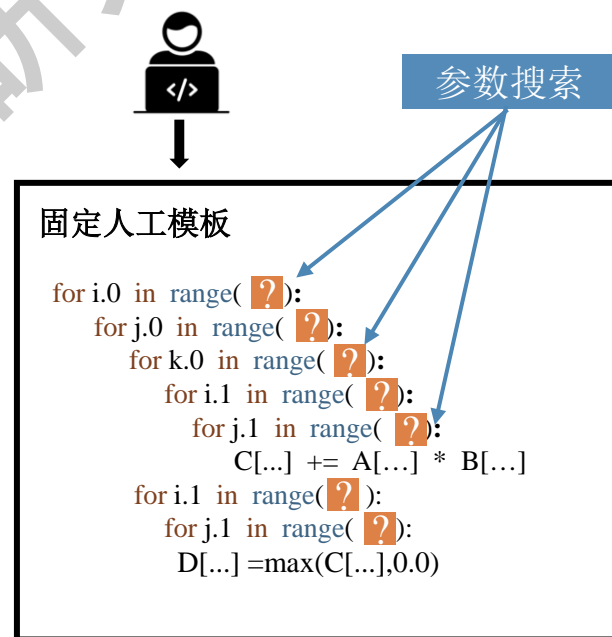 研
</>
参数搜索
固定人工模板
for i.0 in range( ? ):
for j.0 in range( ? ):
for k.0 in range( ? ):
for i.1 in range( ? ):
for j.1 in range( ? ):
C[...] += A[…] * B[…]
for i.1 in range( ? ):
for j.1 in range( ? ):
D[...] =max(C[...],0.0)